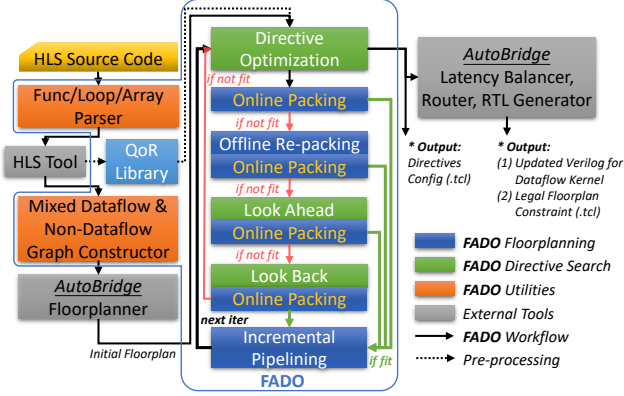 HLS Source Code
Func/Loop/Array
Parser
HLS Tool
QoR
Library
Mixed Dataflow &
Non-Dataflow
Graph Constructor
AutoBridge
Floorplanner
Initial Floorplan
Directive
Optimization
if not fit
Online Packing
if not fit
Offline Re-packing
Online Packing
if not fit
Look Ahead
Online Packing
if not fit
Look Back
Online Packing
next iter
Incremental
Pipelining
if fit
FADO
AutoBridge
Latency Balancer,
Router, RTL Generator
* Output:
Directives
Config (.tcl)
* Output:
(1) Updated Verilog for
Dataflow Kernel
(2) Legal Floorplan
Constraint (.tcl)
FADO Floorplanning
FADO Directive Search
FADO Utilities
External Tools
FADO Workflow
Pre-processing